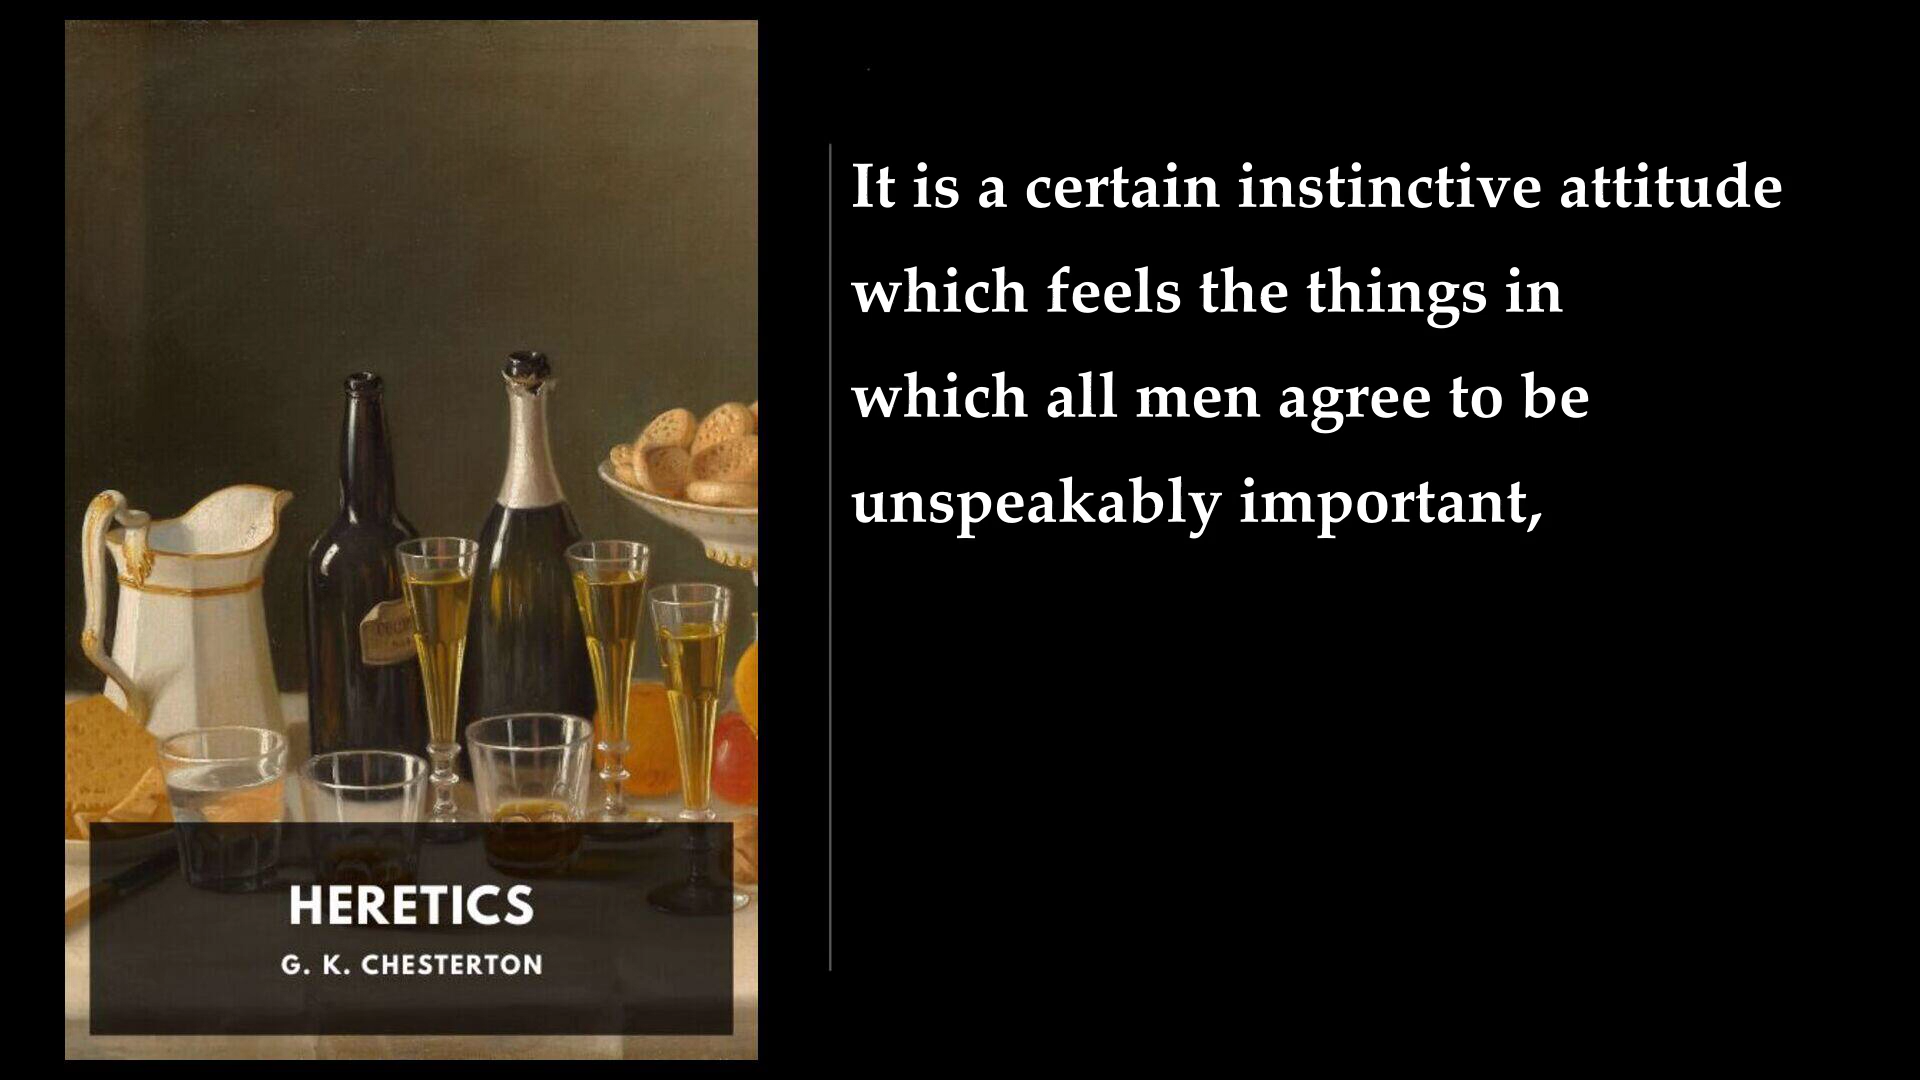 It is a certain instinctive attitude
which feels the things in
which all men agree to be
unspeakably important,
HERETICS
G. K. CHESTERTON